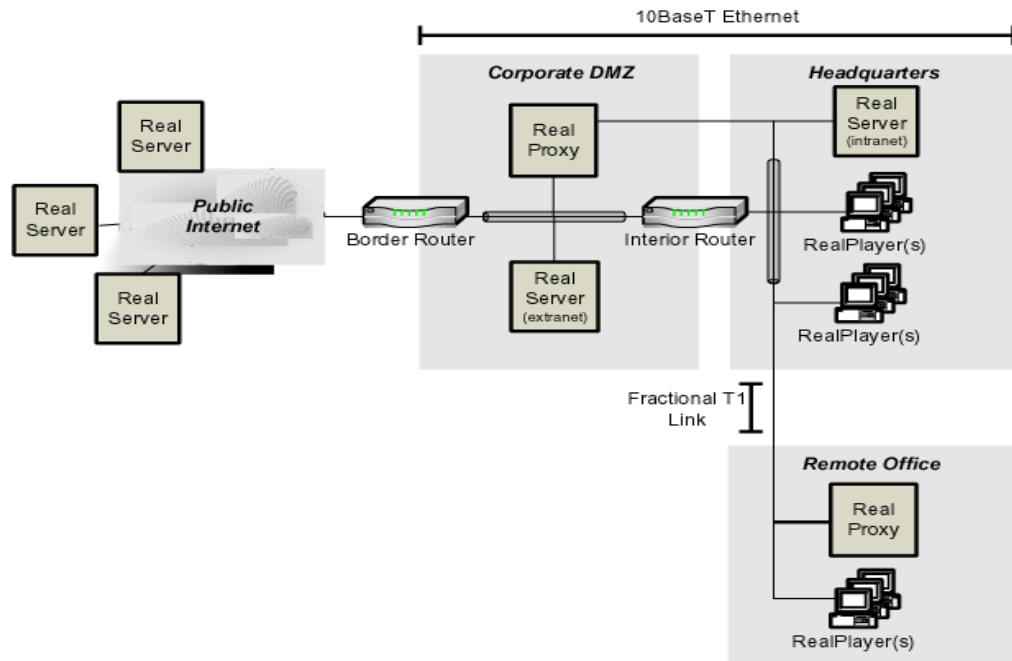 10BaseT Ethernet
Corporate DMZ
Headquarters
Real
Server
Real
Proxy
Real
Server
(intranet)
Real
Server
Public
Internet
Border Router
Interior Router
RealPlayer(s)
Real
Server
Real
Server
(extranet)
RealPlayer(s)
Fractional T1
Link
Remote Office
Real
Proxy
RealPlayer(s)